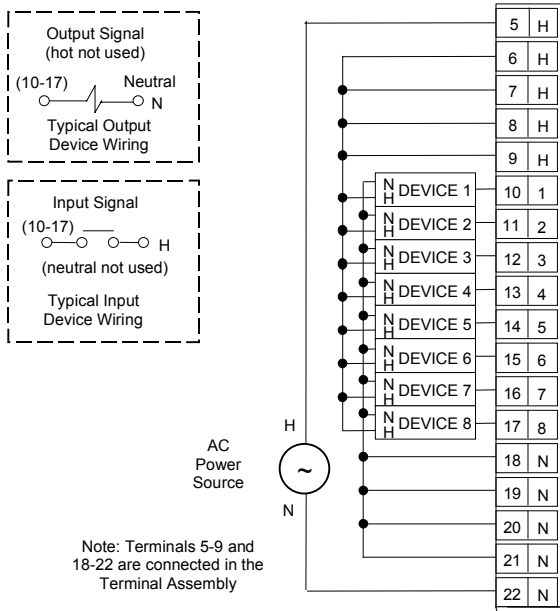 Output Signal
(hot not used)
(10-17) Neutral
N
Typical Output
Device Wiring
Input Signal
(10-17)
H
(neutral not used)
Typical Input
Device Wiring
5 H
6 H
7 H
8 H
9 H
N H DEVICE 1 10 1
N H DEVICE 2 11 2
N H DEVICE 3 12 3
N H DEVICE 4 13 4
N H DEVICE 5 14 5
N H DEVICE 6 15 6
N H DEVICE 7 16 7
N H DEVICE 8 17 8
18 N
19 N
20 N
21 N
22 N
H
AC
Power
Source
~
N
Note: Terminals 5-9 and
18-22 are connected in the
Terminal Assembly